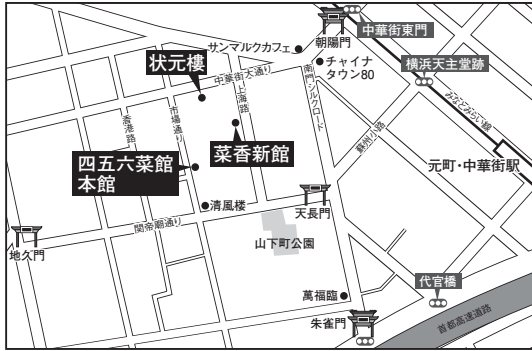 中華街東門
朝陽門
サンマルクカフェ
状元樓
中華街大通り
チャイナ
タウン80
横浜天主堂跡
みなとみらい線
上海路
南門シルクロード
香港路
市場通り
菜香新館
蘇州小路
四五六菜館
本館
元町・中華街駅
清風楼
天長門
関帝廟通り
地久門
山下町公園
萬福臨
代官橋
朱雀門
首都高速道路